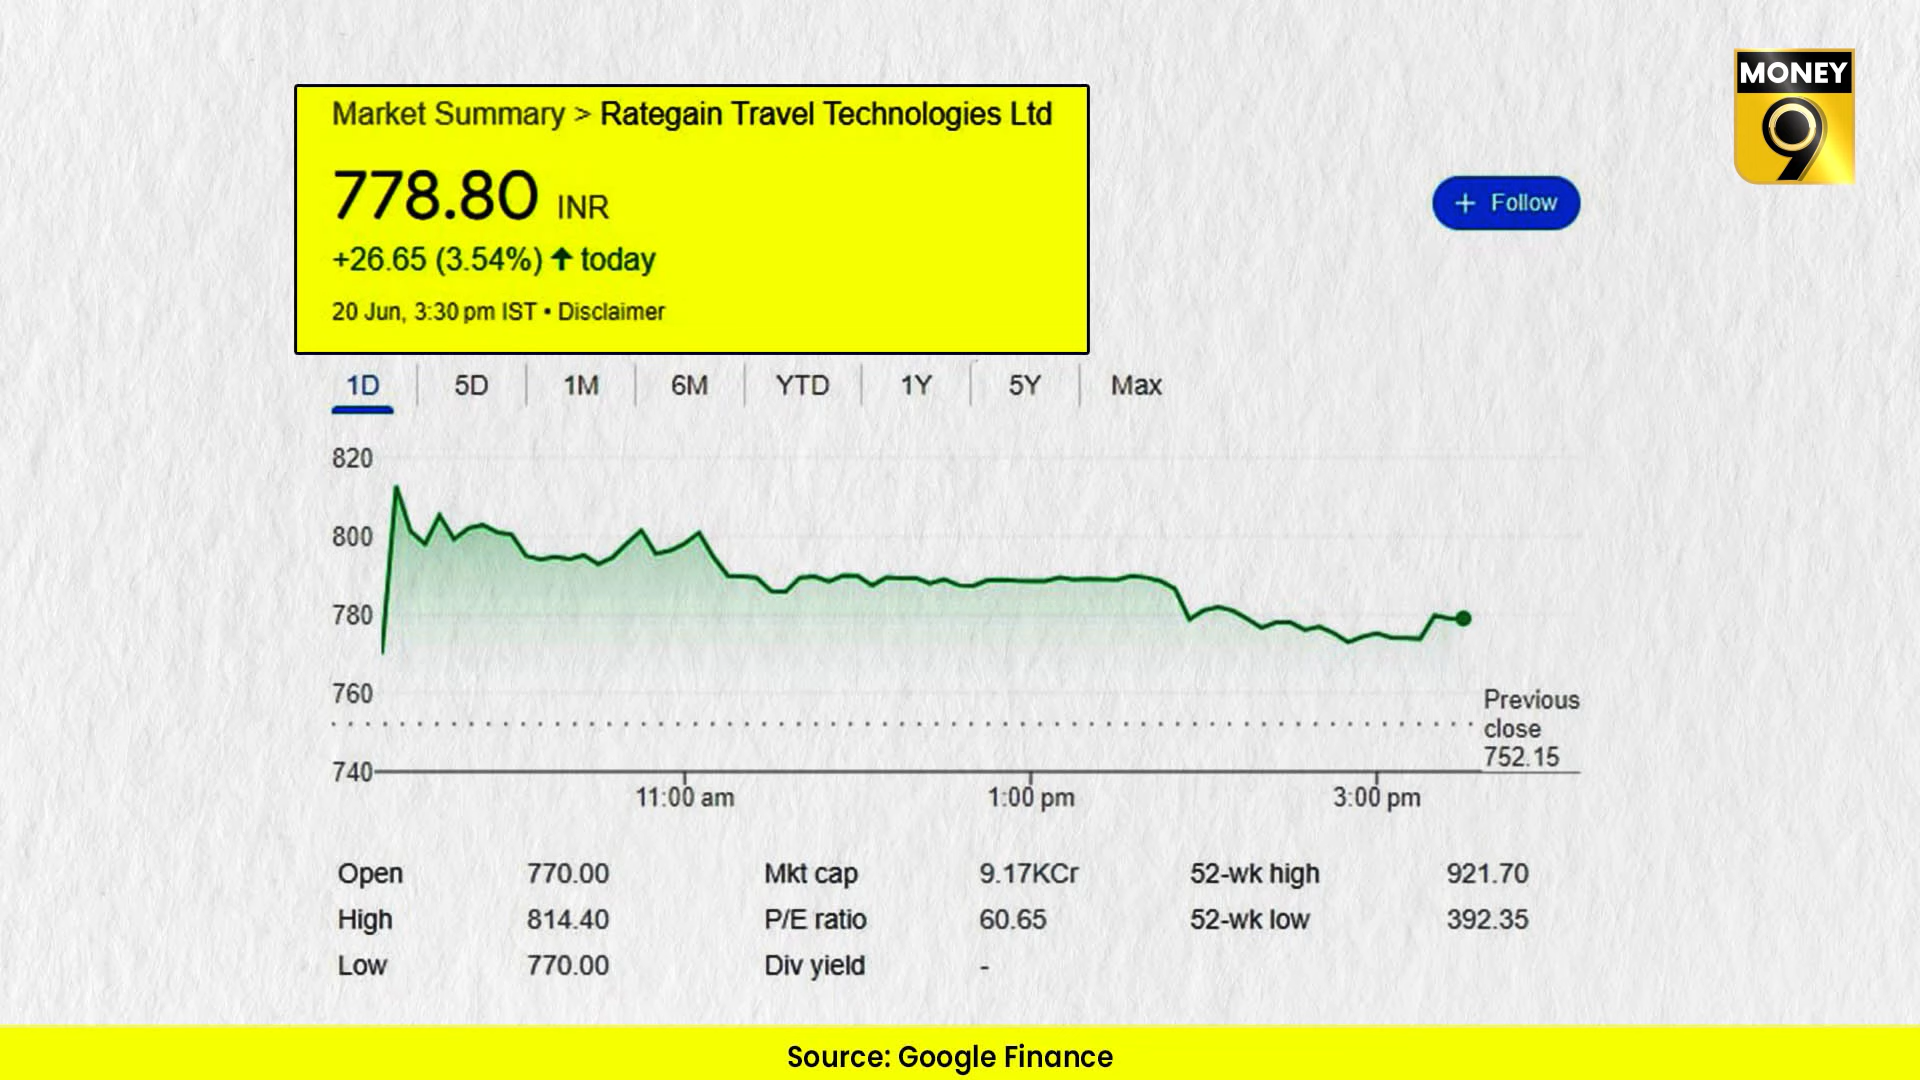 MONEY
9
Market Summary > Rategain Travel Technologies Ltd
778.80 INR
+26.65 (3.54%) ↑ today
20 Jun, 3:30 pm IST • Disclaimer
+ Follow
1D 5D 1M 6M YTD 1Y 5Y Max
820
800
780
760
740
Previous
close
752.15
11:00 am 1:00 pm 3:00 pm
Open 770.00 Mkt cap 9.17KCr 52-wk high 921.70
High 814.40 P/E ratio 60.65 52-wk low 392.35
Low 770.00 Div yield -
Source: Google Finance